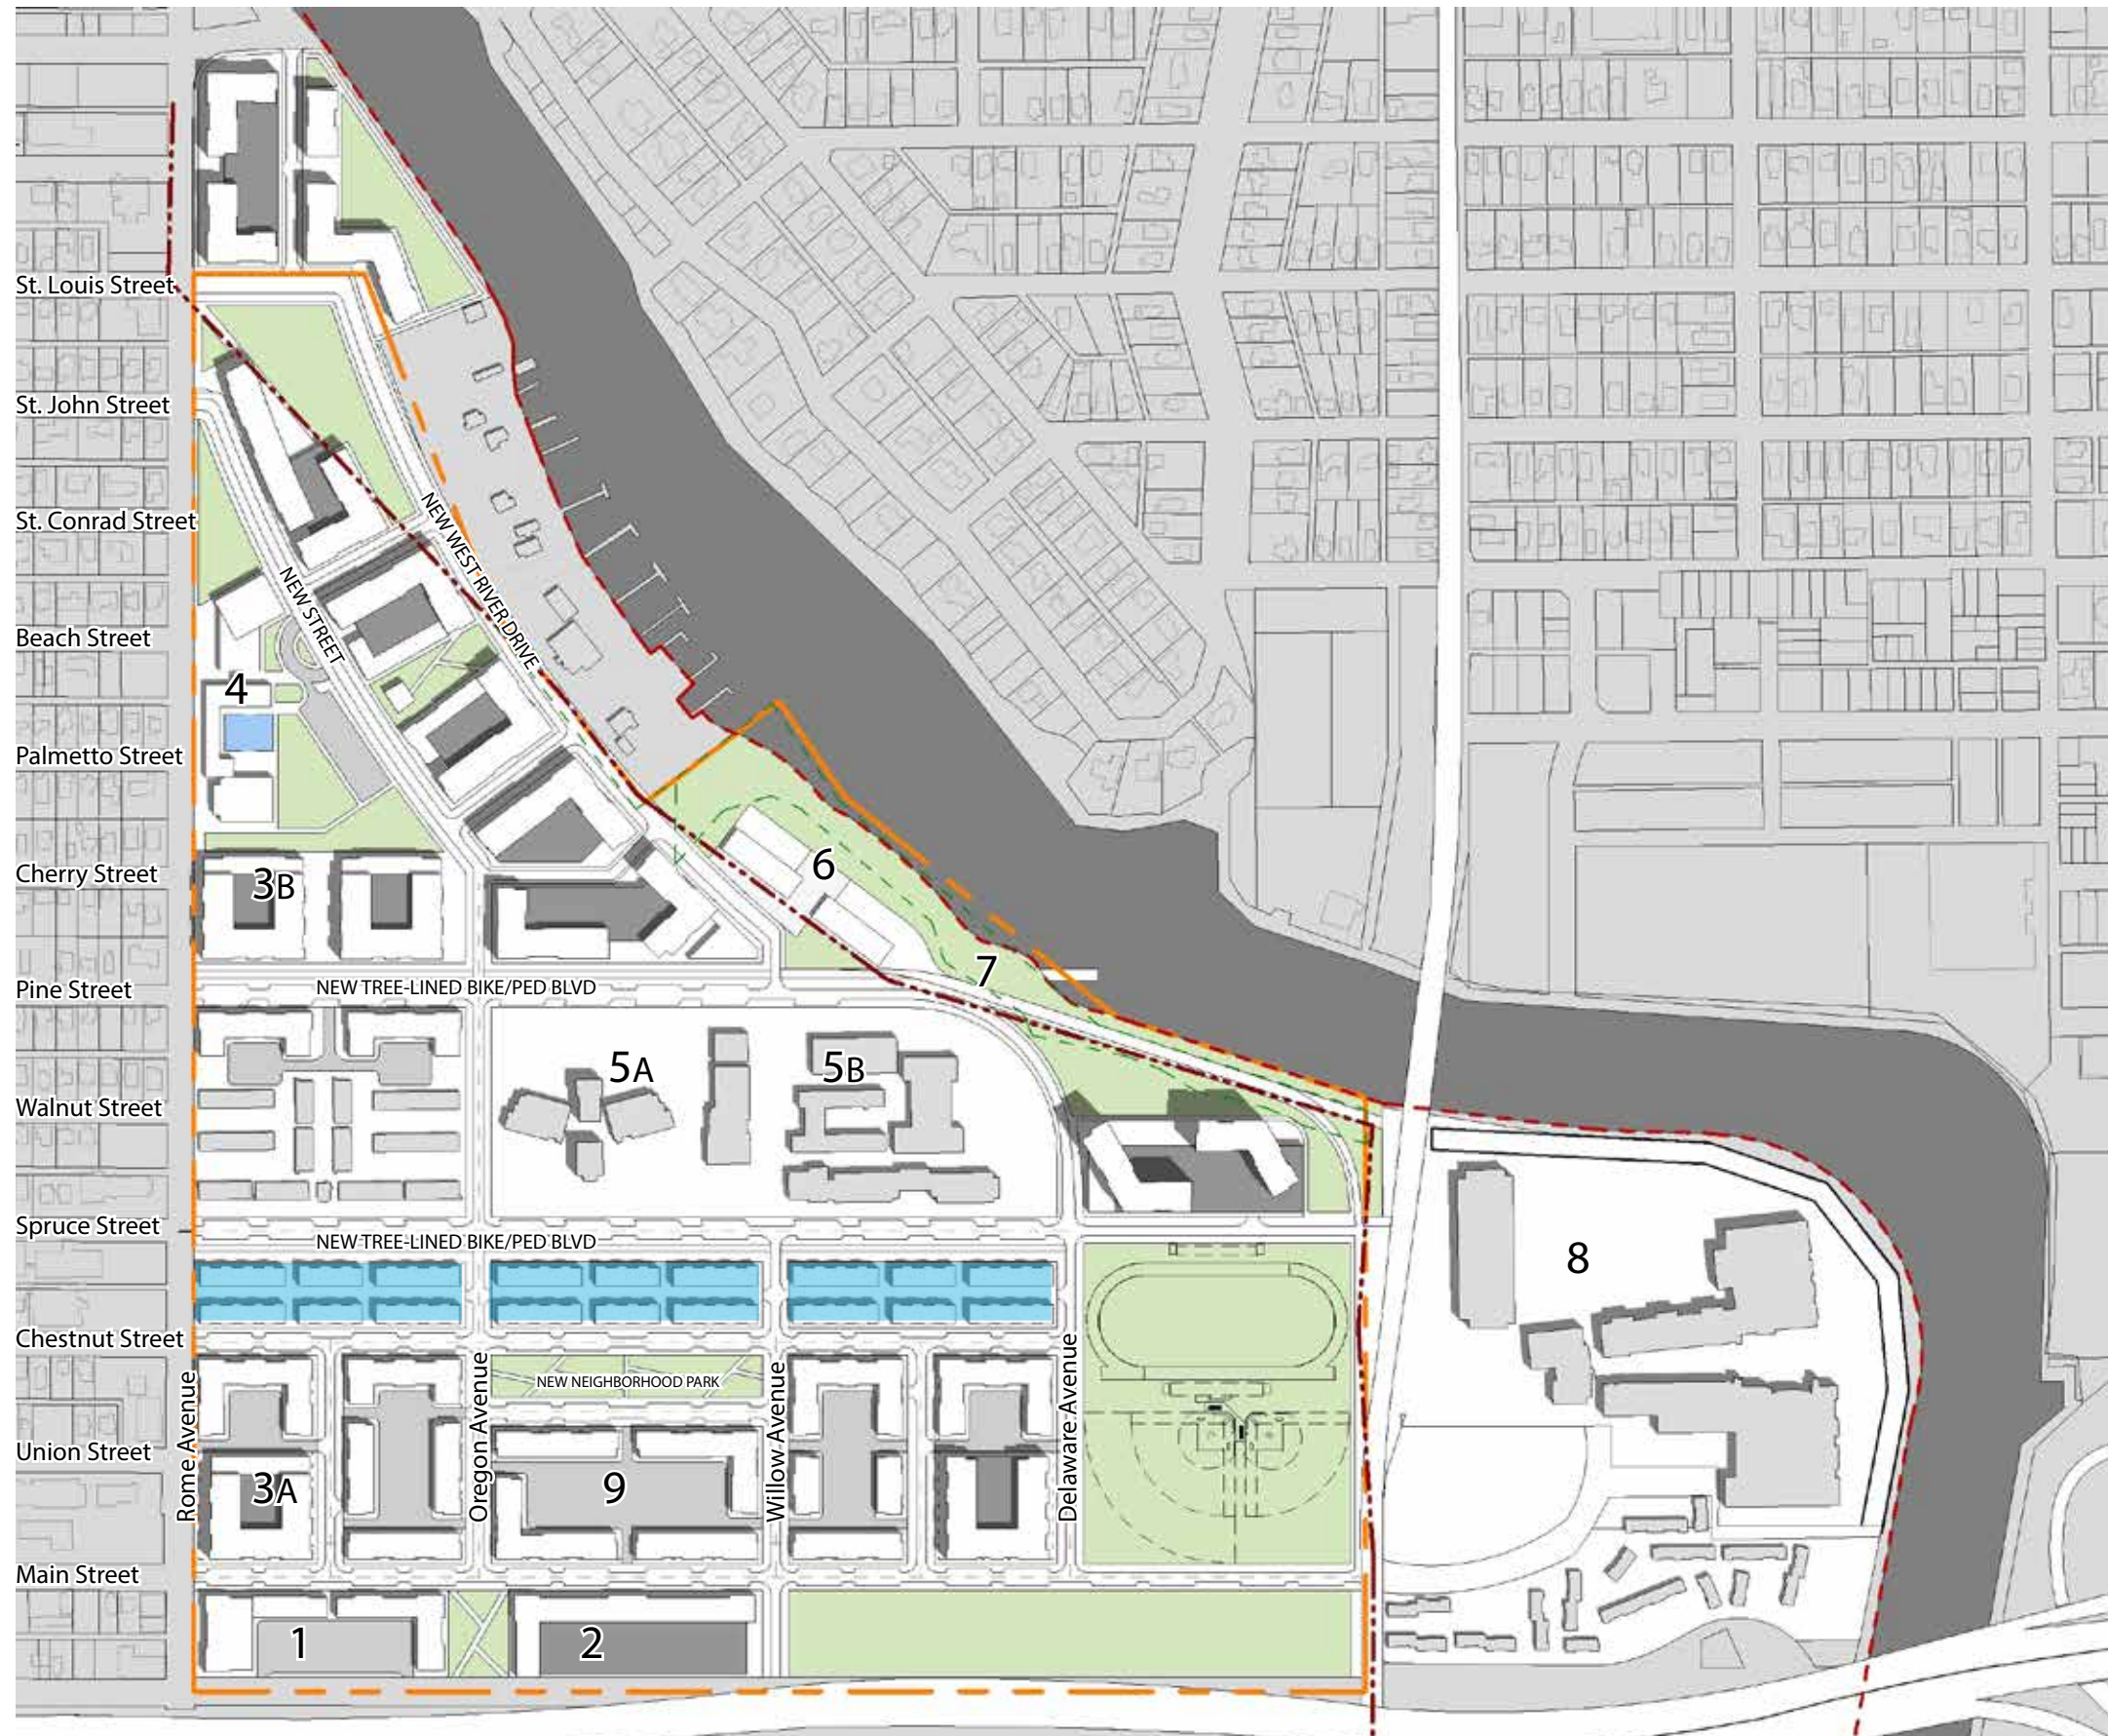 St. Louis Street
St. John Street
St. Conrad Street
NEW WEST RIVER DRIVE
NEW STREET
Beach Street
4
Palmetto Street
6
Cherry Street
3B
7
Pine Street
NEW TREE-LINED BIKE/PED BLVD
5A
5B
Walnut Street
Spruce Street
NEW TREE-LINED BIKE/PED BLVD
8
Chestnut Street
NEW NEIGHBORHOOD PARK
Rome Avenue
Oregon Avenue
Willow Avenue
Delaware Avenue
Union Street
3A
9
Main Street
1
2